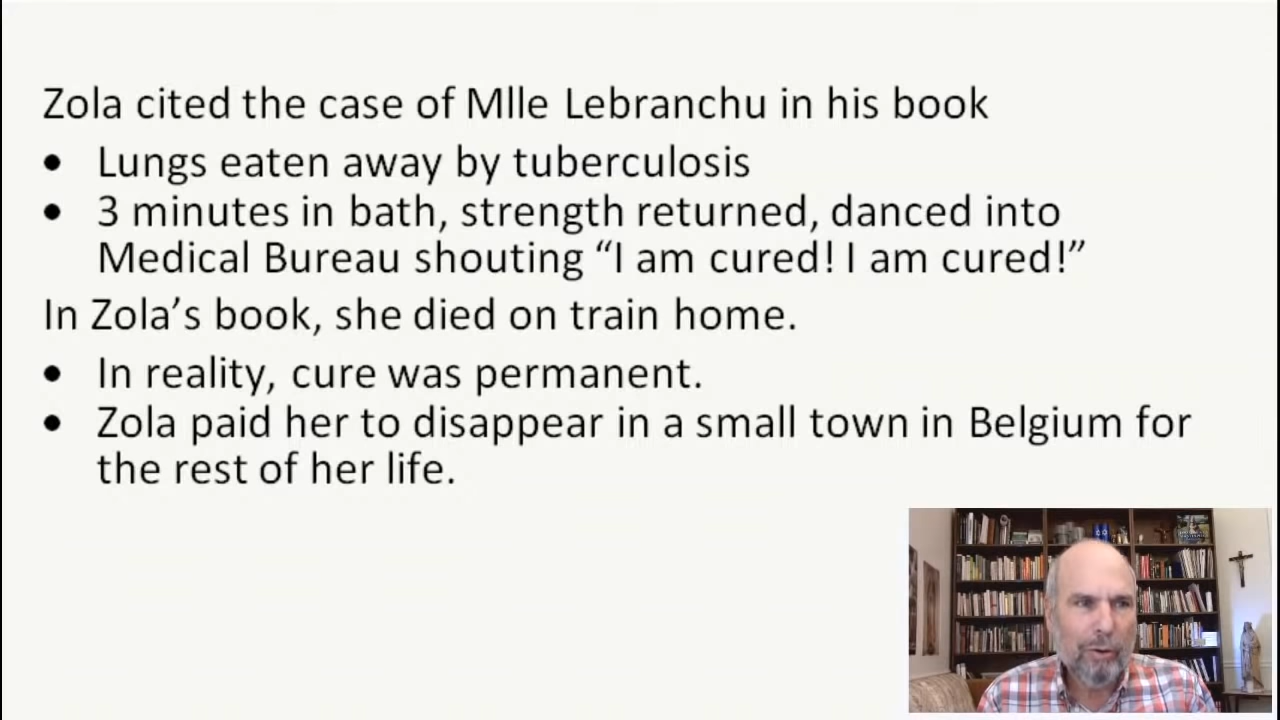 Zola cited the case of Mlle Lebranchu in his book
• Lungs eaten away by tuberculosis
• 3 minutes in bath, strength returned, danced into
Medical Bureau shouting “I am cured! I am cured!”
In Zola’s book, she died on train home.
• In reality, cure was permanent.
• Zola paid her to disappear in a small town in Belgium for
the rest of her life.